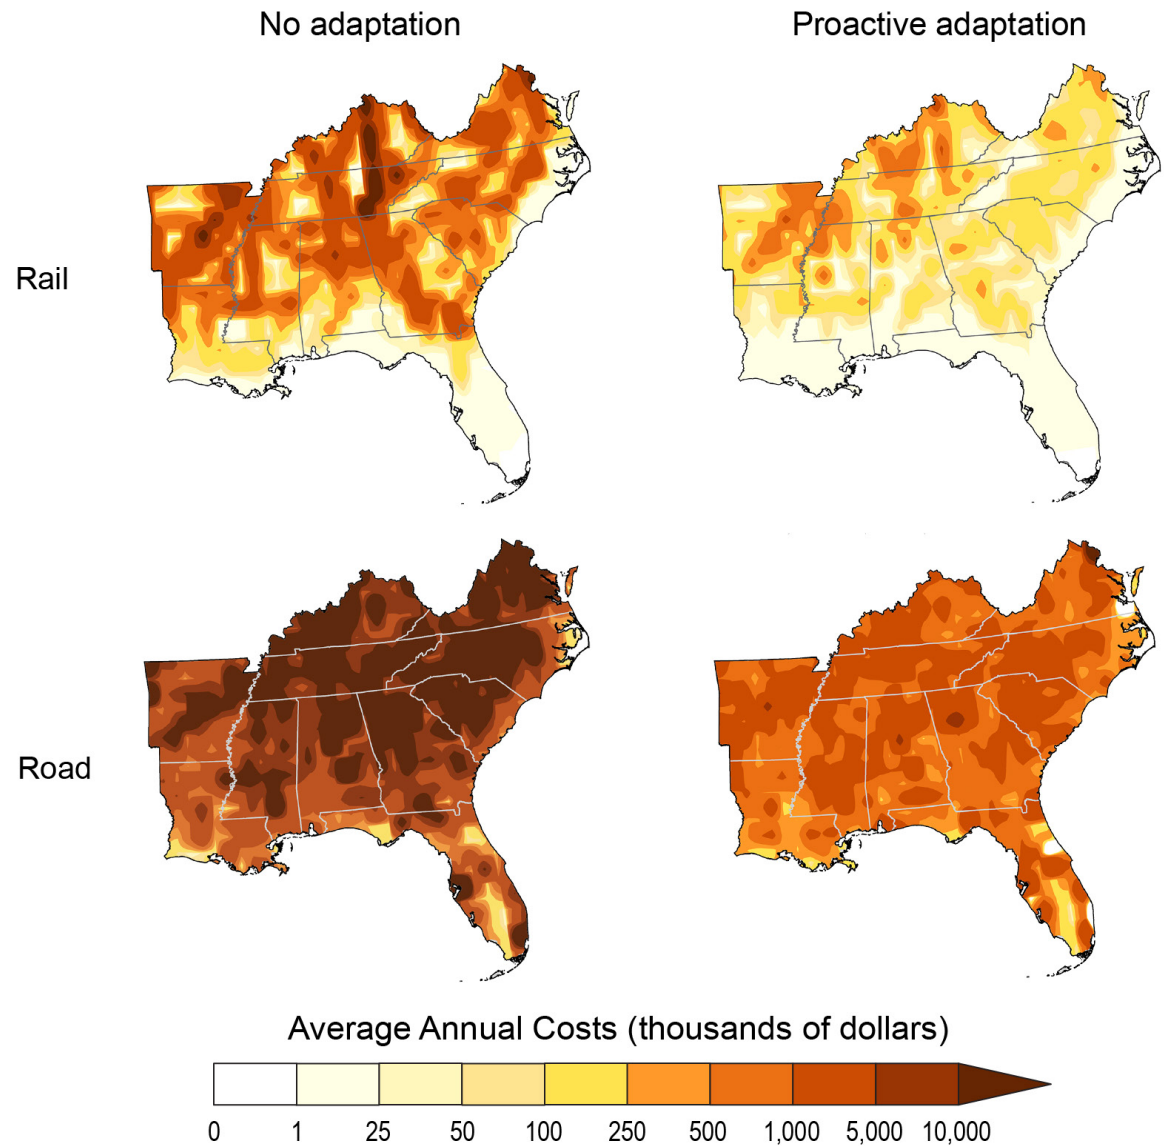 No adaptation
Proactive adaptation
Rail
Road
Average Annual Costs (thousands of dollars)
0 1 25 50 100 250 500 1,000 5,000 10,000